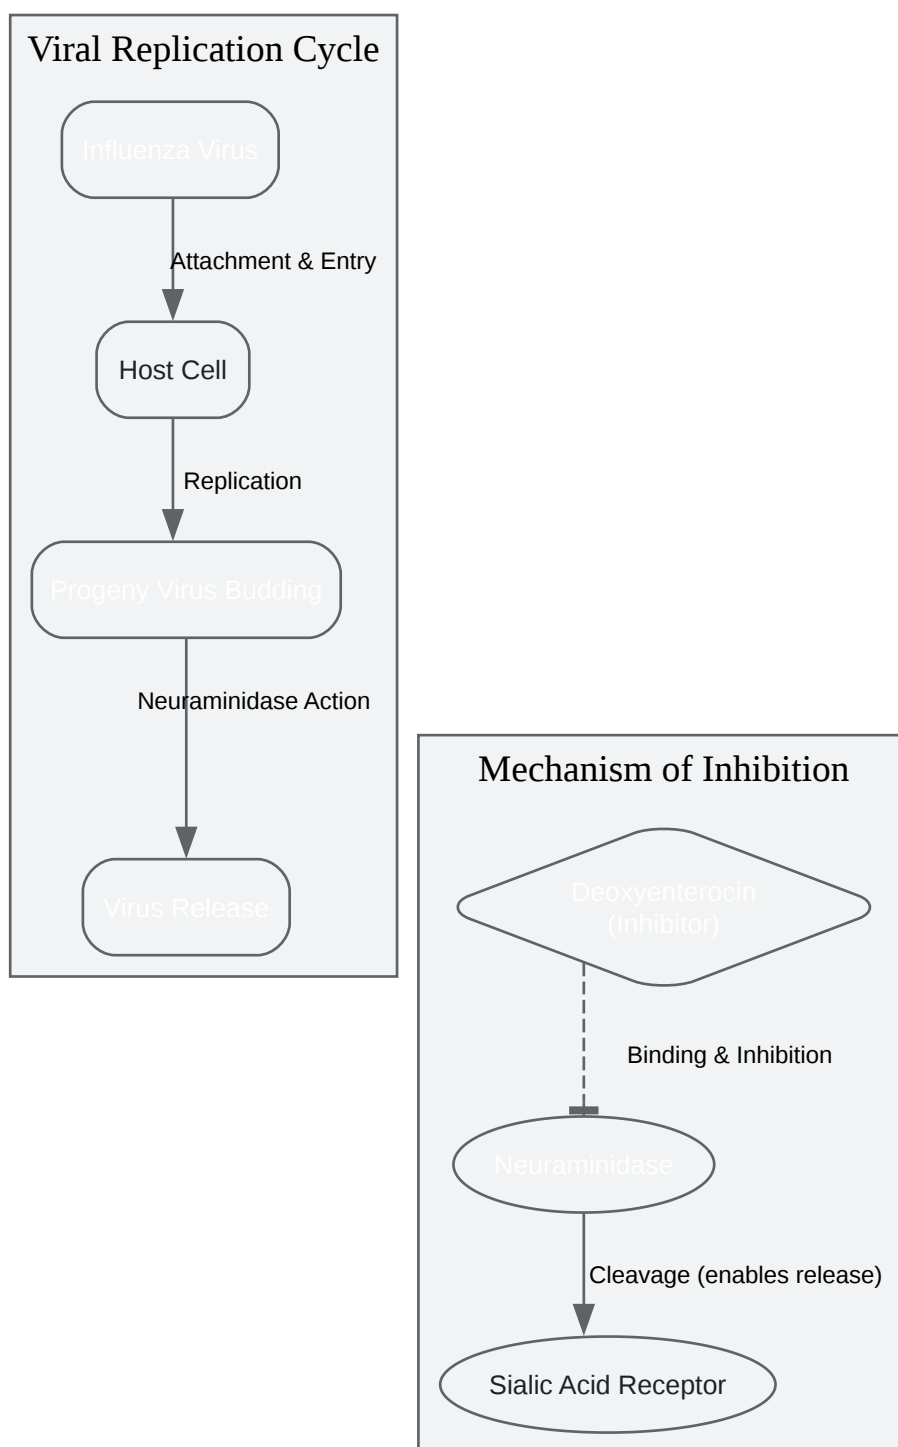 Viral Replication Cycle
Influenza Virus
Attachment & Entry
Host Cell
Replication
Progeny Virus Budding
Neuraminidase Action
Virus Release
Mechanism of Inhibition
Deoxyenterocin
(Inhibitor)
Binding & Inhibition
Neuraminidase
Cleavage (enables release)
Sialic Acid Receptor